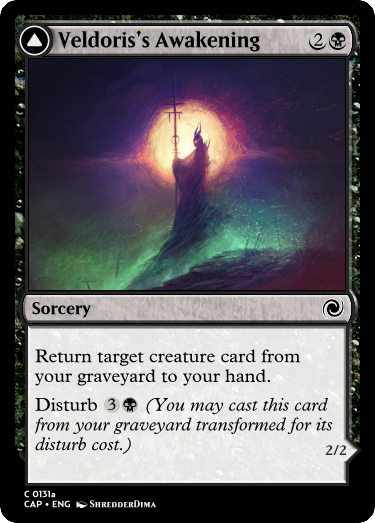 Veldoris's Awakening 2
Sorcery
Return target creature card from
your graveyard to your hand.
Disturb 3 (You may cast this card
from your graveyard transformed for its
disturb cost.)
2/2
C 0131a
CAP • ENG ShredderDima